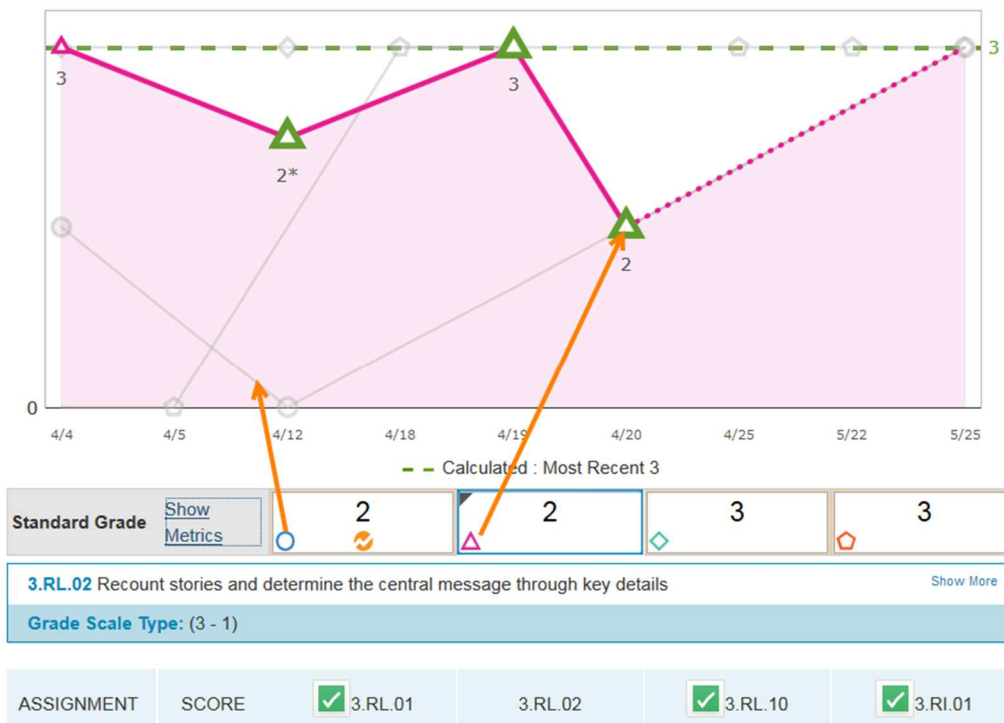 3
3
3
2*
2
0
4/4 4/5 4/12 4/18 4/19 4/20 4/25 5/22 5/25
Calculated : Most Recent 3
Standard Grade Show Metrics 2 2 3 3
3.RL.02 Recount stories and determine the central message through key details Show More
Grade Scale Type: (3 - 1)
ASSIGNMENT SCORE 3.RL.01 3.RL.02 3.RL.10 3.RI.01